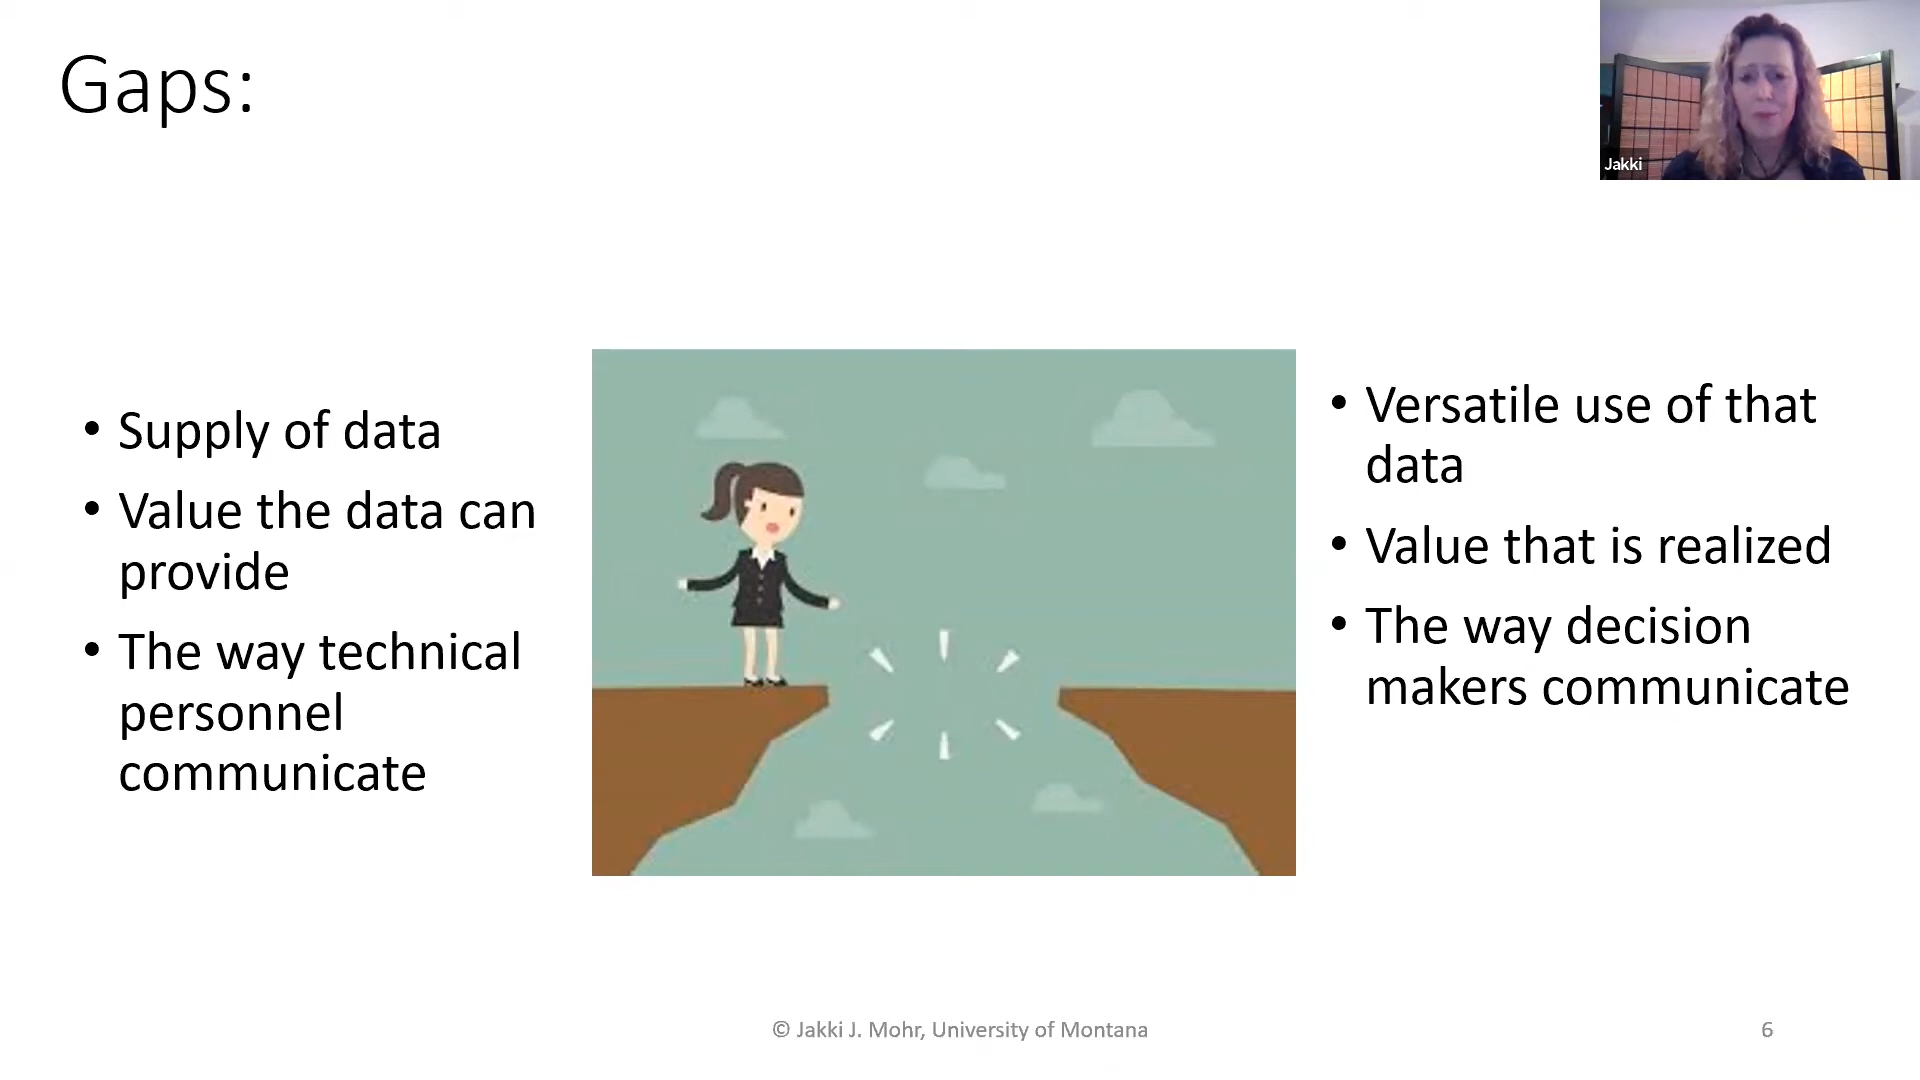 Gaps:
Jakki
• Supply of data
• Value the data can
provide
• The way technical
personnel
communicate
• Versatile use of that
data
• Value that is realized
• The way decision
makers communicate
© Jakki J. Mohr, University of Montana
6